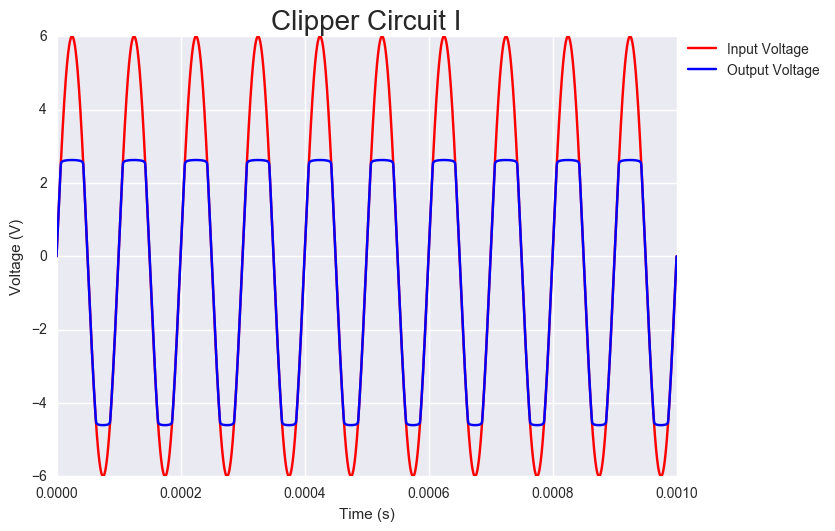 Clipper Circuit I
Input Voltage
Output Voltage
6
4
2
0
−2
−4
−6
Voltage (V)
0.0000
0.0002
0.0004
0.0006
0.0008
0.0010
Time (s)